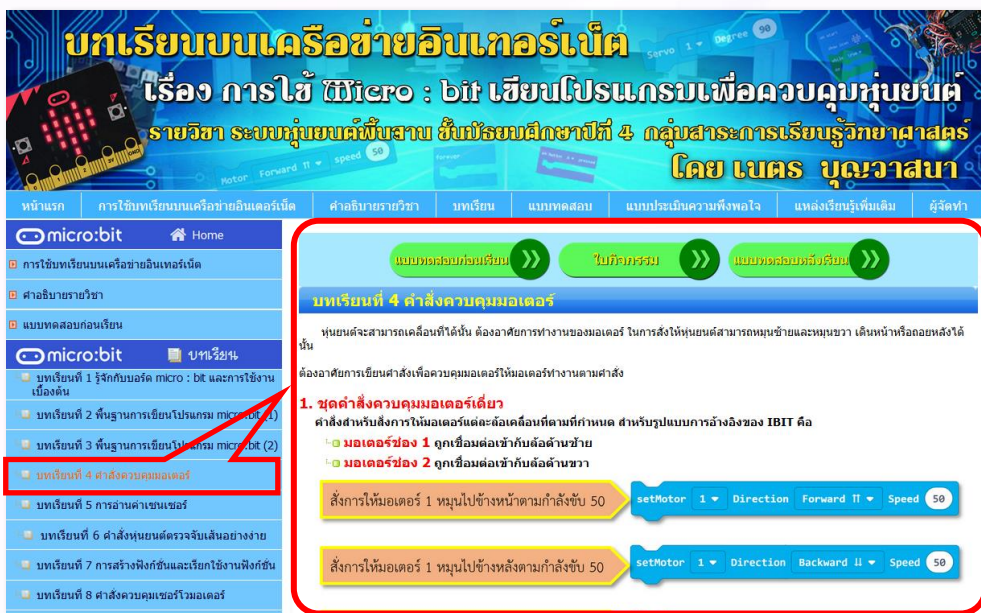 บทเรียนบนเครือข่ายอินเทอร์เน็ต
Servo 1 Degree 90
เรื่อง การใช้ Micro : bit เขียนโปรแกรมเพื่อควบคุมหุ่นยนต์
รายวิชา ระบบหุ่นยนต์พื้นฐาน ชั้นมัธยมศึกษาปีที่ 4 กลุ่มสาระการเรียนรู้วิทยาศาสตร์
Motor Forward speed 50
โดย เนตร บุญวาสนา
หน้าแรก การใช้บทเรียนบนเครือข่ายอินเตอร์เน็ต คำอธิบายรายวิชา บทเรียน แบบทดสอบ แบบประเมินความพึงพอใจ แหล่งเรียนรู้เพิ่มเติม ผู้จัดทำ
micro:bit Home
การใช้บทเรียนบนเครือข่ายอินเทอร์เน็ต
คำอธิบายรายวิชา
แบบทดสอบก่อนเรียน
micro:bit บทเรียน
บทเรียนที่ 1 รู้จักกับบอร์ด micro : bit และการใช้งาน
เบื้องต้น
บทเรียนที่ 2 พื้นฐานการเขียนโปรแกรม micro:bit (1)
บทเรียนที่ 3 พื้นฐานการเขียนโปรแกรม micro:bit (2)
บทเรียนที่ 4 คำสั่งควบคุมมอเตอร์
บทเรียนที่ 5 การอ่านค่าเซนเซอร์
บทเรียนที่ 6 คำสั่งหุ่นยนต์ตรวจจับเส้นอย่างง่าย
บทเรียนที่ 7 การสร้างฟังก์ชั่นและเรียกใช้งานฟังก์ชั่น
บทเรียนที่ 8 คำสั่งควบคุมเซอร์โวมอเตอร์
แบบทดสอบก่อนเรียน ใบกิจกรรม แบบทดสอบหลังเรียน
บทเรียนที่ 4 คำสั่งควบคุมมอเตอร์
หุ่นยนต์จะสามารถเคลื่อนที่ได้นั้น ต้องอาศัยการทำงานของมอเตอร์ ในการสั่งให้หุ่นยนต์สามารถหมุนซ้ายและหมุนขวา เดินหน้าหรือถอยหลังได้
นั้น
ต้องอาศัยการเขียนคำสั่งเพื่อควบคุมมอเตอร์ให้มอเตอร์ทำงานตามคำสั่ง
1. ชุดคำสั่งควบคุมมอเตอร์เดี่ยว
คำสั่งสำหรับสั่งการให้มอเตอร์แต่ละล้อเคลื่อนที่ตามที่กำหนด สำหรับรูปแบบการอ้างอิงของ IBIT คือ
มอเตอร์ช่อง 1 ถูกเชื่อมต่อเข้ากับล้อด้านซ้าย
มอเตอร์ช่อง 2 ถูกเชื่อมต่อเข้ากับล้อด้านขวา
สั่งการให้มอเตอร์ 1 หมุนไปข้างหน้าตามกำลังขับ 50 setMotor 1 Direction Forward Speed 50
สั่งการให้มอเตอร์ 1 หมุนไปข้างหลังตามกำลังขับ 50 setMotor 1 Direction Backward Speed 50